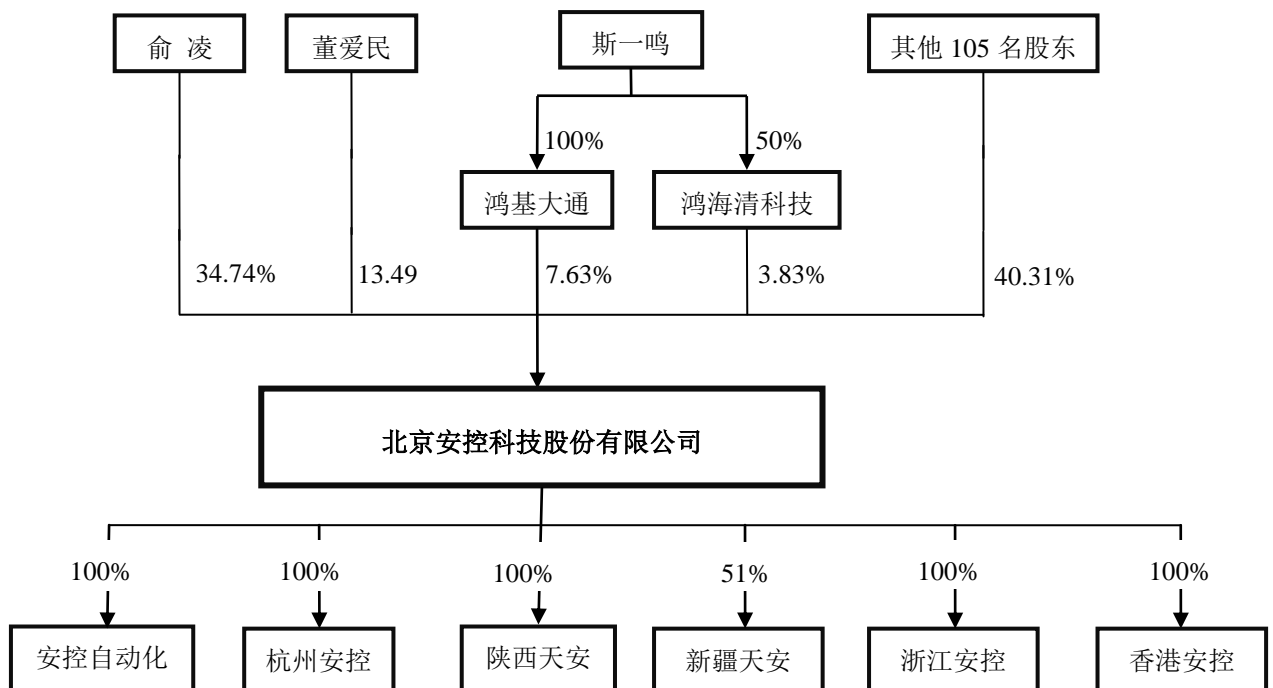 俞 凌
董爱民
斯一鸣
其他 105 名股东
100%
50%
鸿基大通
鸿海清科技
34.74%
13.49
7.63%
3.83%
40.31%
北京安控科技股份有限公司
100%
100%
100%
51%
100%
100%
安控自动化
杭州安控
陕西天安
新疆天安
浙江安控
香港安控